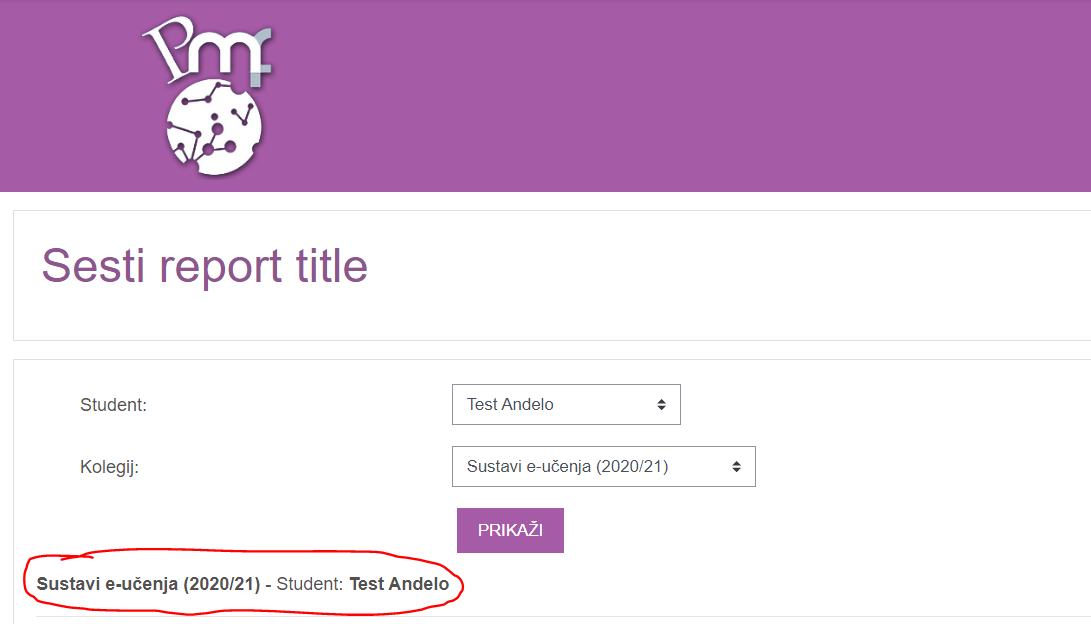 Pmf
Sesti report title
Student: Test Andelo
Kolegij: Sustavi e-učenja (2020/21)
PRIKAŽI
Sustavi e-učenja (2020/21) - Student: Test Andelo